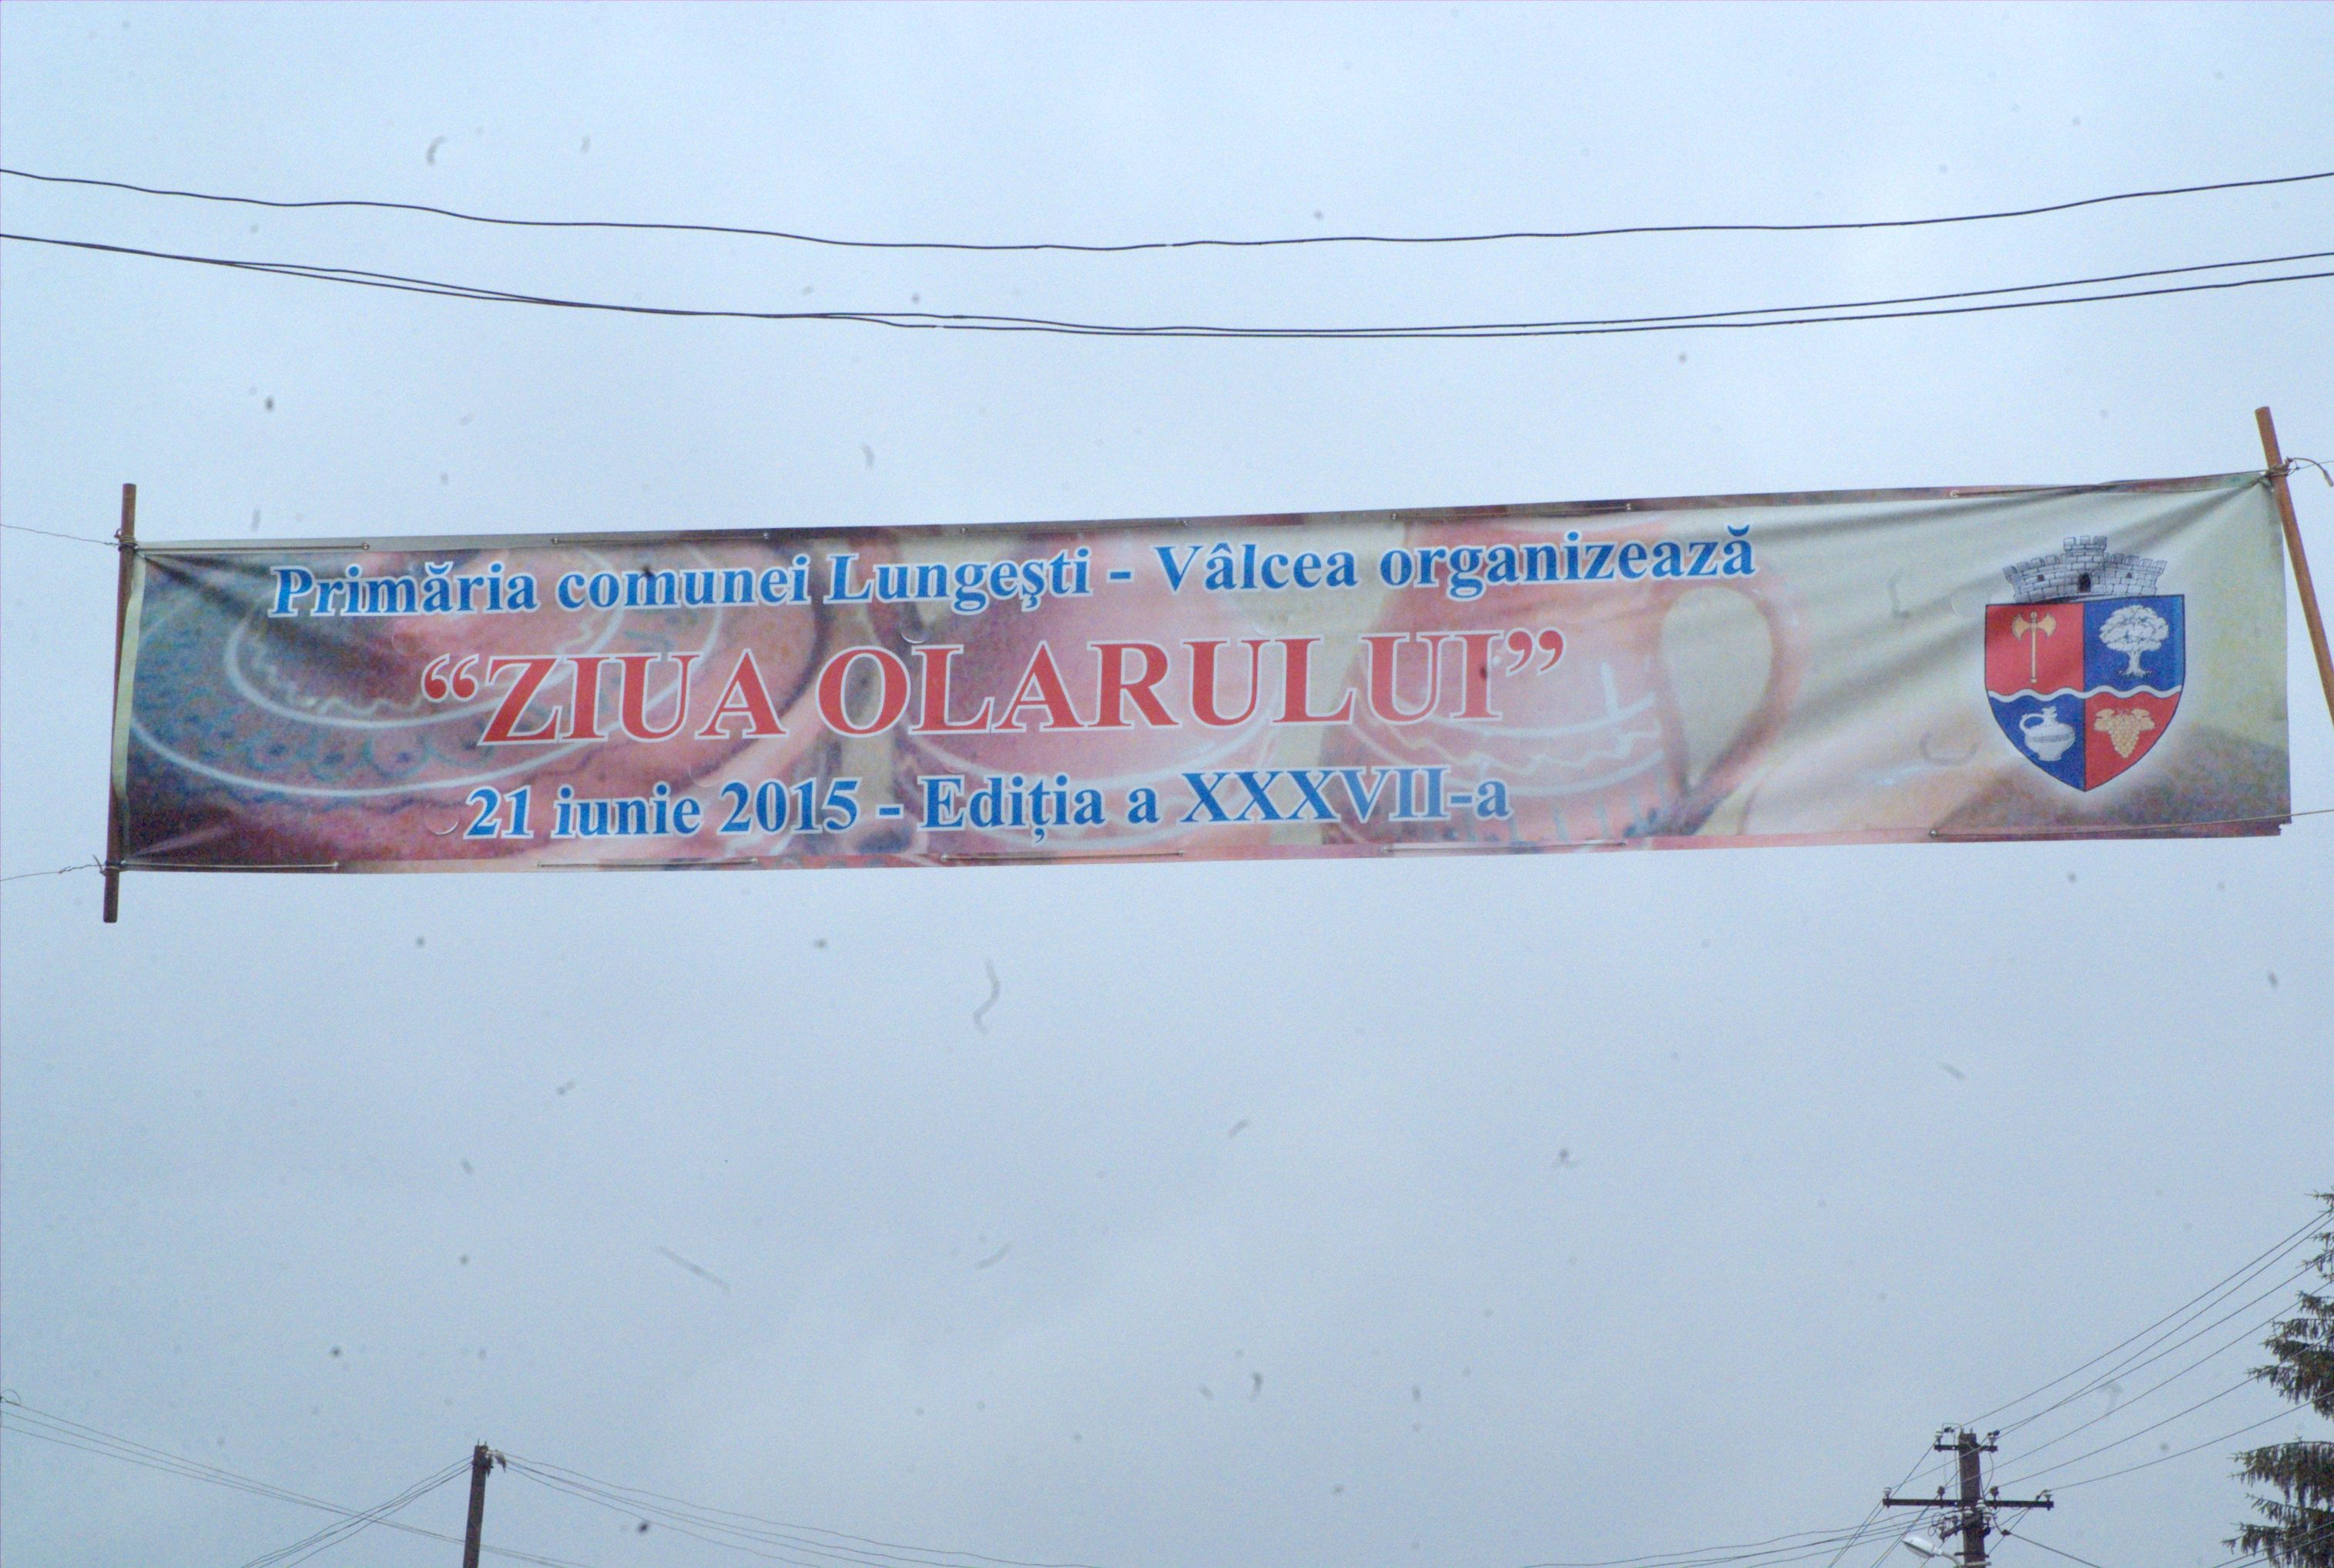 Primăria comunei Lungeşti - Vâlcea organizează
“ZIUA OLARULUI”
21 iunie 2015 - Ediția a XXXVII-a